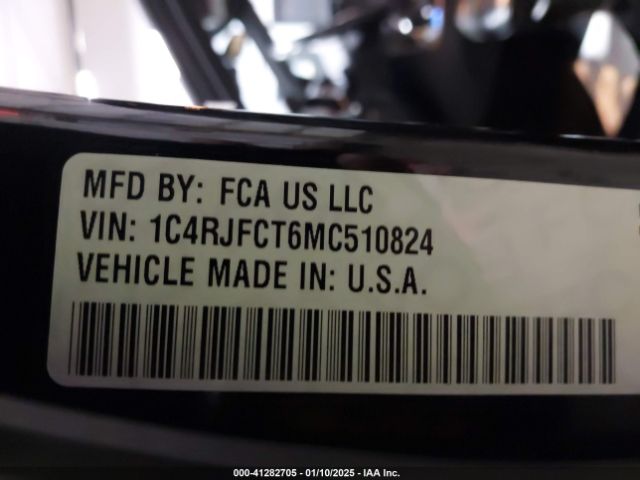 MFD BY: FCA US LLC
VIN: 1C4RJFCT6MC510824
VEHICLE MADE IN: U.S.A.
000-41282705 - 01/10/2025 - IAA Inc.